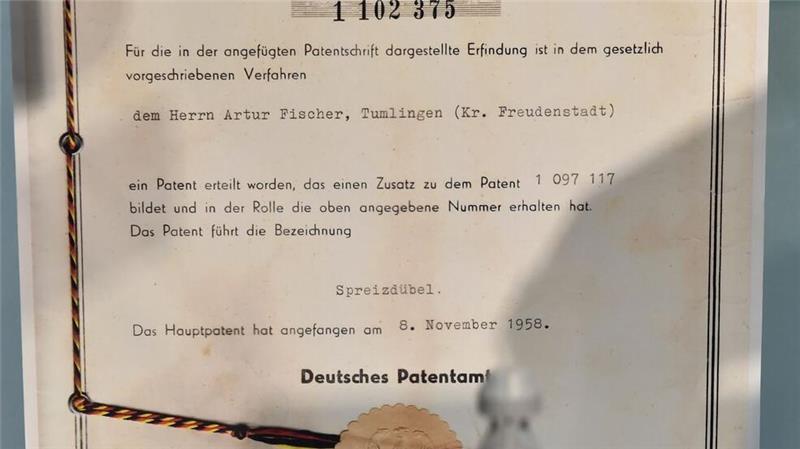 1 102 375
Für die in der angefügten Patentschrift dargestellte Erfindung ist in dem gesetzlich
vorgeschriebenen Verfahren
dem Herrn Artur Fischer, Tumlingen (Kr. Freudenstadt)
ein Patent erteilt worden, das einen Zusatz zu dem Patent 1 097 117
bildet und in der Rolle die oben angegebene Nummer erhalten hat.
Das Patent führt die Bezeichnung
Spreizdübel.
Das Hauptpatent hat angefangen am 8. November 1958.
Deutsches Patentamt